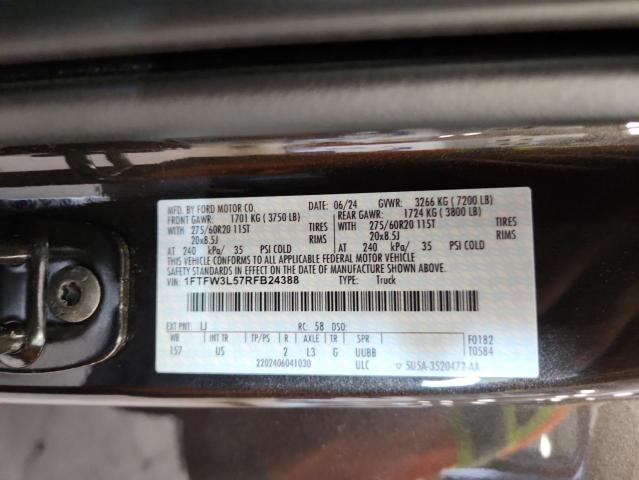 MFD. BY FORD MOTOR CO. DATE: 06/24 GVWR: 3266 KG ( 7200 LB)
FRONT GAWR: 1701 KG ( 3750 LB) REAR GAWR: 1724 KG ( 3800 LB)
WITH 275/60R20 115T TIRES WITH 275/60R20 115T TIRES
20x8.5J RIMS 20x8.5J RIMS
AT 240 kPa/ 35 PSI COLD AT 240 kPa/ 35 PSI COLD
THIS VEHICLE CONFORMS TO ALL APPLICABLE FEDERAL MOTOR VEHICLE
SAFETY STANDARDS IN EFFECT ON THE DATE OF MANUFACTURE SHOWN ABOVE.
VIN: 1FTFW3L57RFB24388 TYPE: Truck
EXT PNT: LJ RC: 58 DSO:
WB INT TR TP/PS R AXLE TR SPR F0182
157 US 2 L3 G UUBB T0584
2202406041030 ULC ▽ 5U5A-3520472-AA